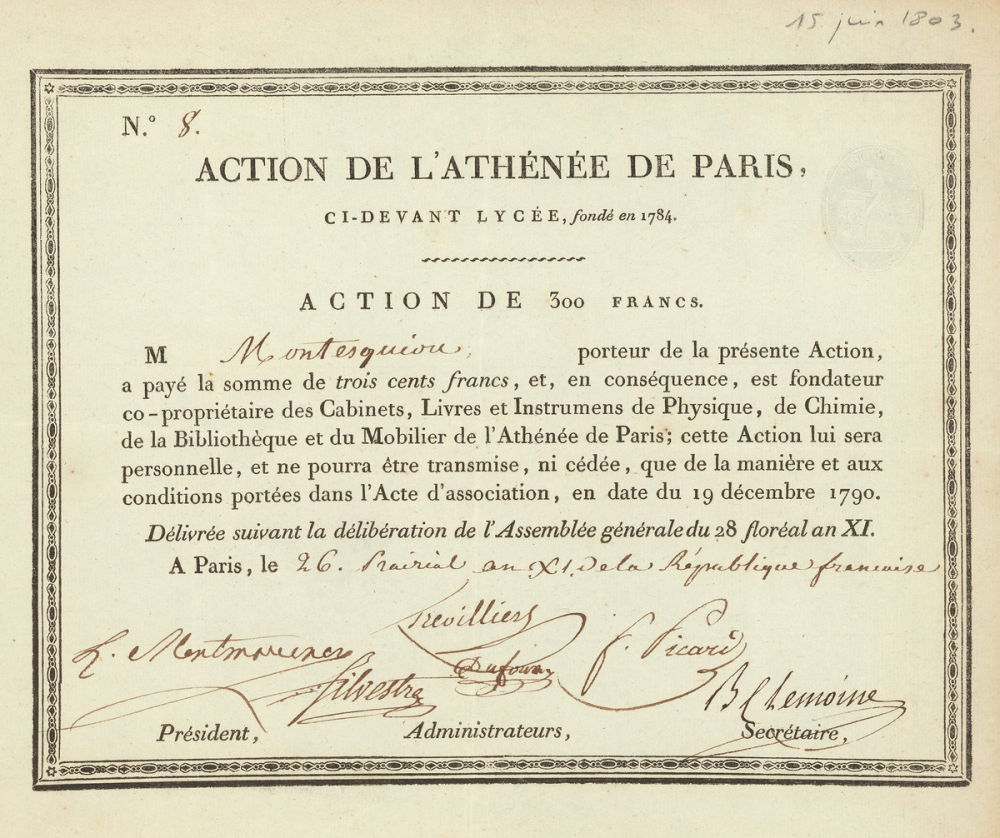 15 juin 1803.
N.° 8.
ACTION DE L'ATHÉNÉE DE PARIS,
CI-DEVANT LYCÉE, fondé en 1784.
ACTION DE 300 FRANCS.
M Montesquiou, porteur de la présente Action,
a payé la somme de trois cents francs, et, en conséquence, est fondateur
co-propriétaire des Cabinets, Livres et Instrumens de Physique, de Chimie,
de la Bibliothèque et du Mobilier de l'Athénée de Paris; cette Action lui sera
personnelle, et ne pourra être transmise, ni cédée, que de la manière et aux
conditions portées dans l'Acte d'association, en date du 19 décembre 1790.
Délivrée suivant la délibération de l'Assemblée générale du 28 floréal an XI.
A Paris, le 26. Prairial an XI. De la République francaise
Trevilliers
L. Montmorency F. Picard
Silvestre B C Lemoine
Président, Administrateurs, Secrétaire,